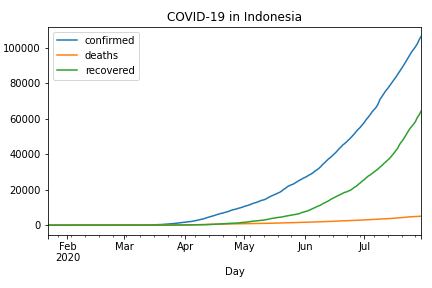 COVID-19 in Indonesia
confirmed
deaths
recovered
100000
80000
60000
40000
20000
0
Feb Mar Apr May Jun Jul
2020
Day